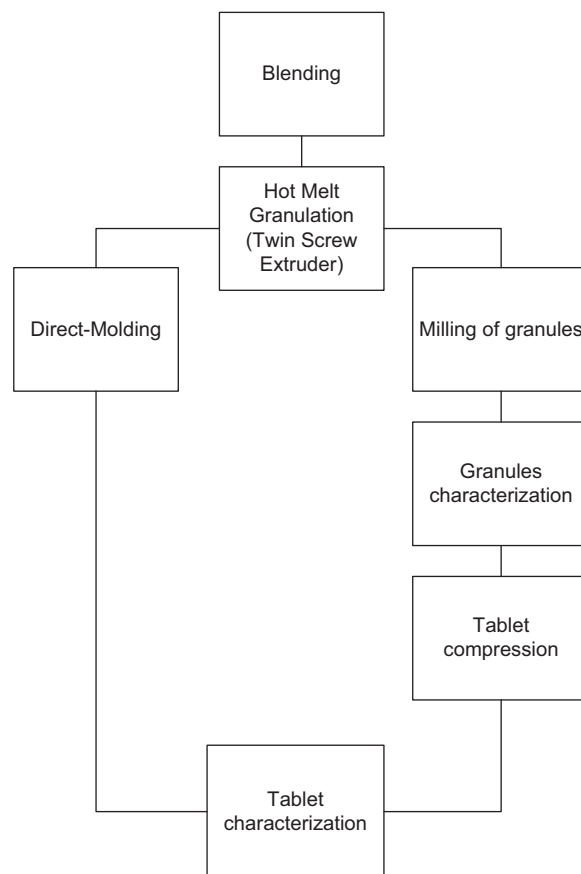 Blending
Hot Melt
Granulation
(Twin Screw
Extruder)
Direct-Molding
Milling of granules
Granules
characterization
Tablet
compression
Tablet
characterization